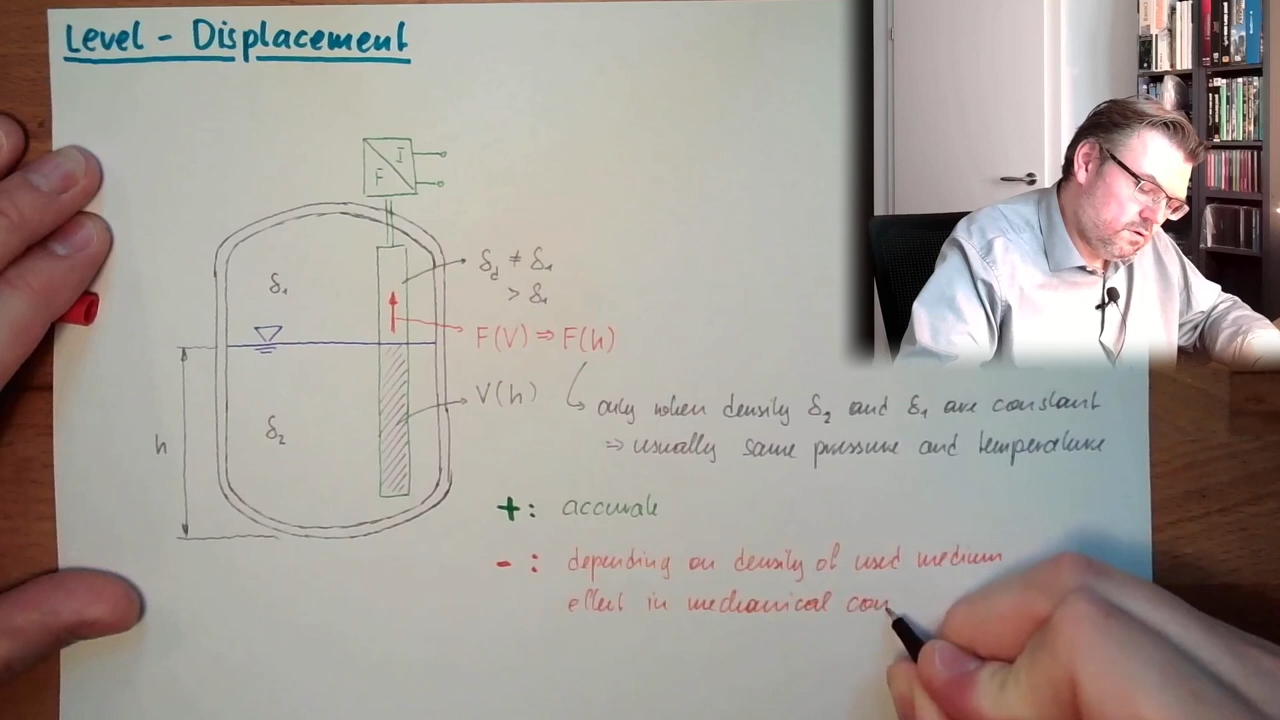 Level - Displacement
I
F
δ₁
δd ≠ δ₁
> δ₁
F(V) ⇒ F(h)
V(h)
only when density δ₂ and δ₁ are constant
⇒ usually same pressure and temperature
h
δ₂
+: accurate
- : depending on density of used medium
effect in mechanical con